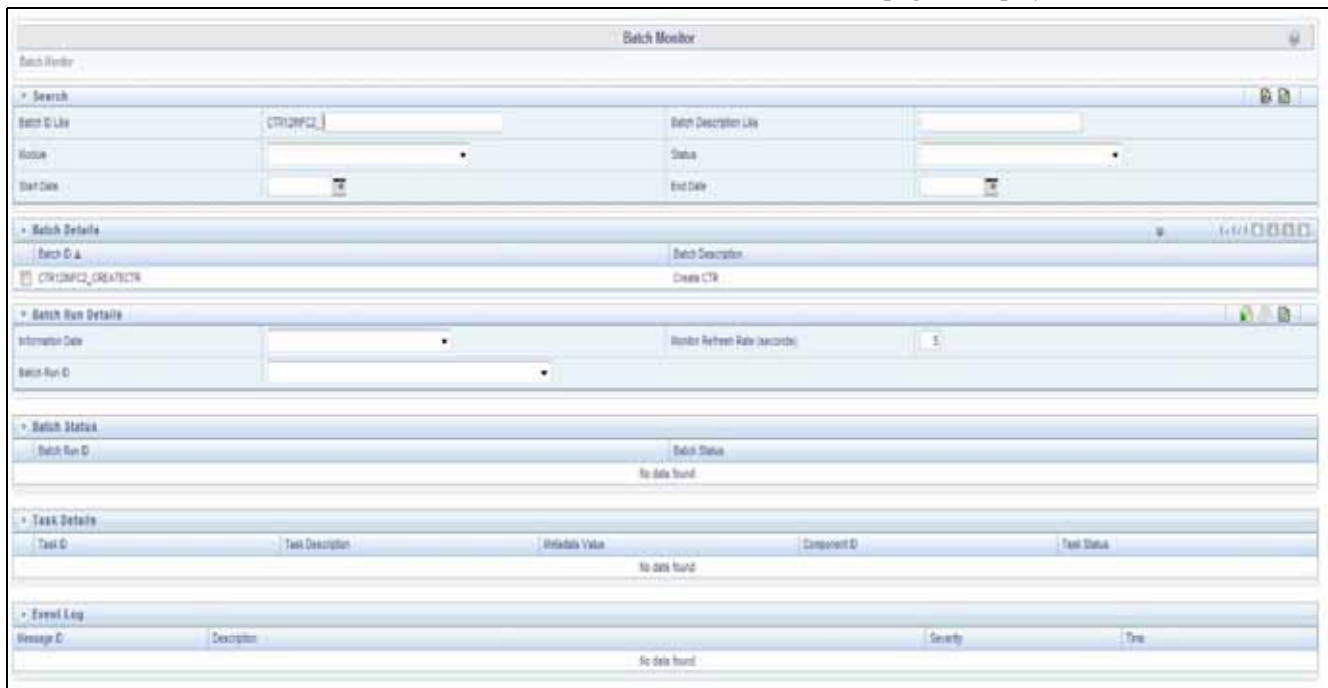 Batch Monitor
Batch Monitor
Search
Batch ID Like
Batch Description Like
Module
Status
Start Date
End Date
Batch Details
Batch ID
Batch Description
Create CTR
Batch Run Details
Information Date
Monitor Refresh Rate (seconds)
5
Batch Run ID
Batch Status
Batch Run ID
Batch Status
No data found
Task Details
Task ID
Task Description
Metadata Value
Component ID
Task Status
No data found
Event Log
Message ID
Description
Severity
Time
No data found